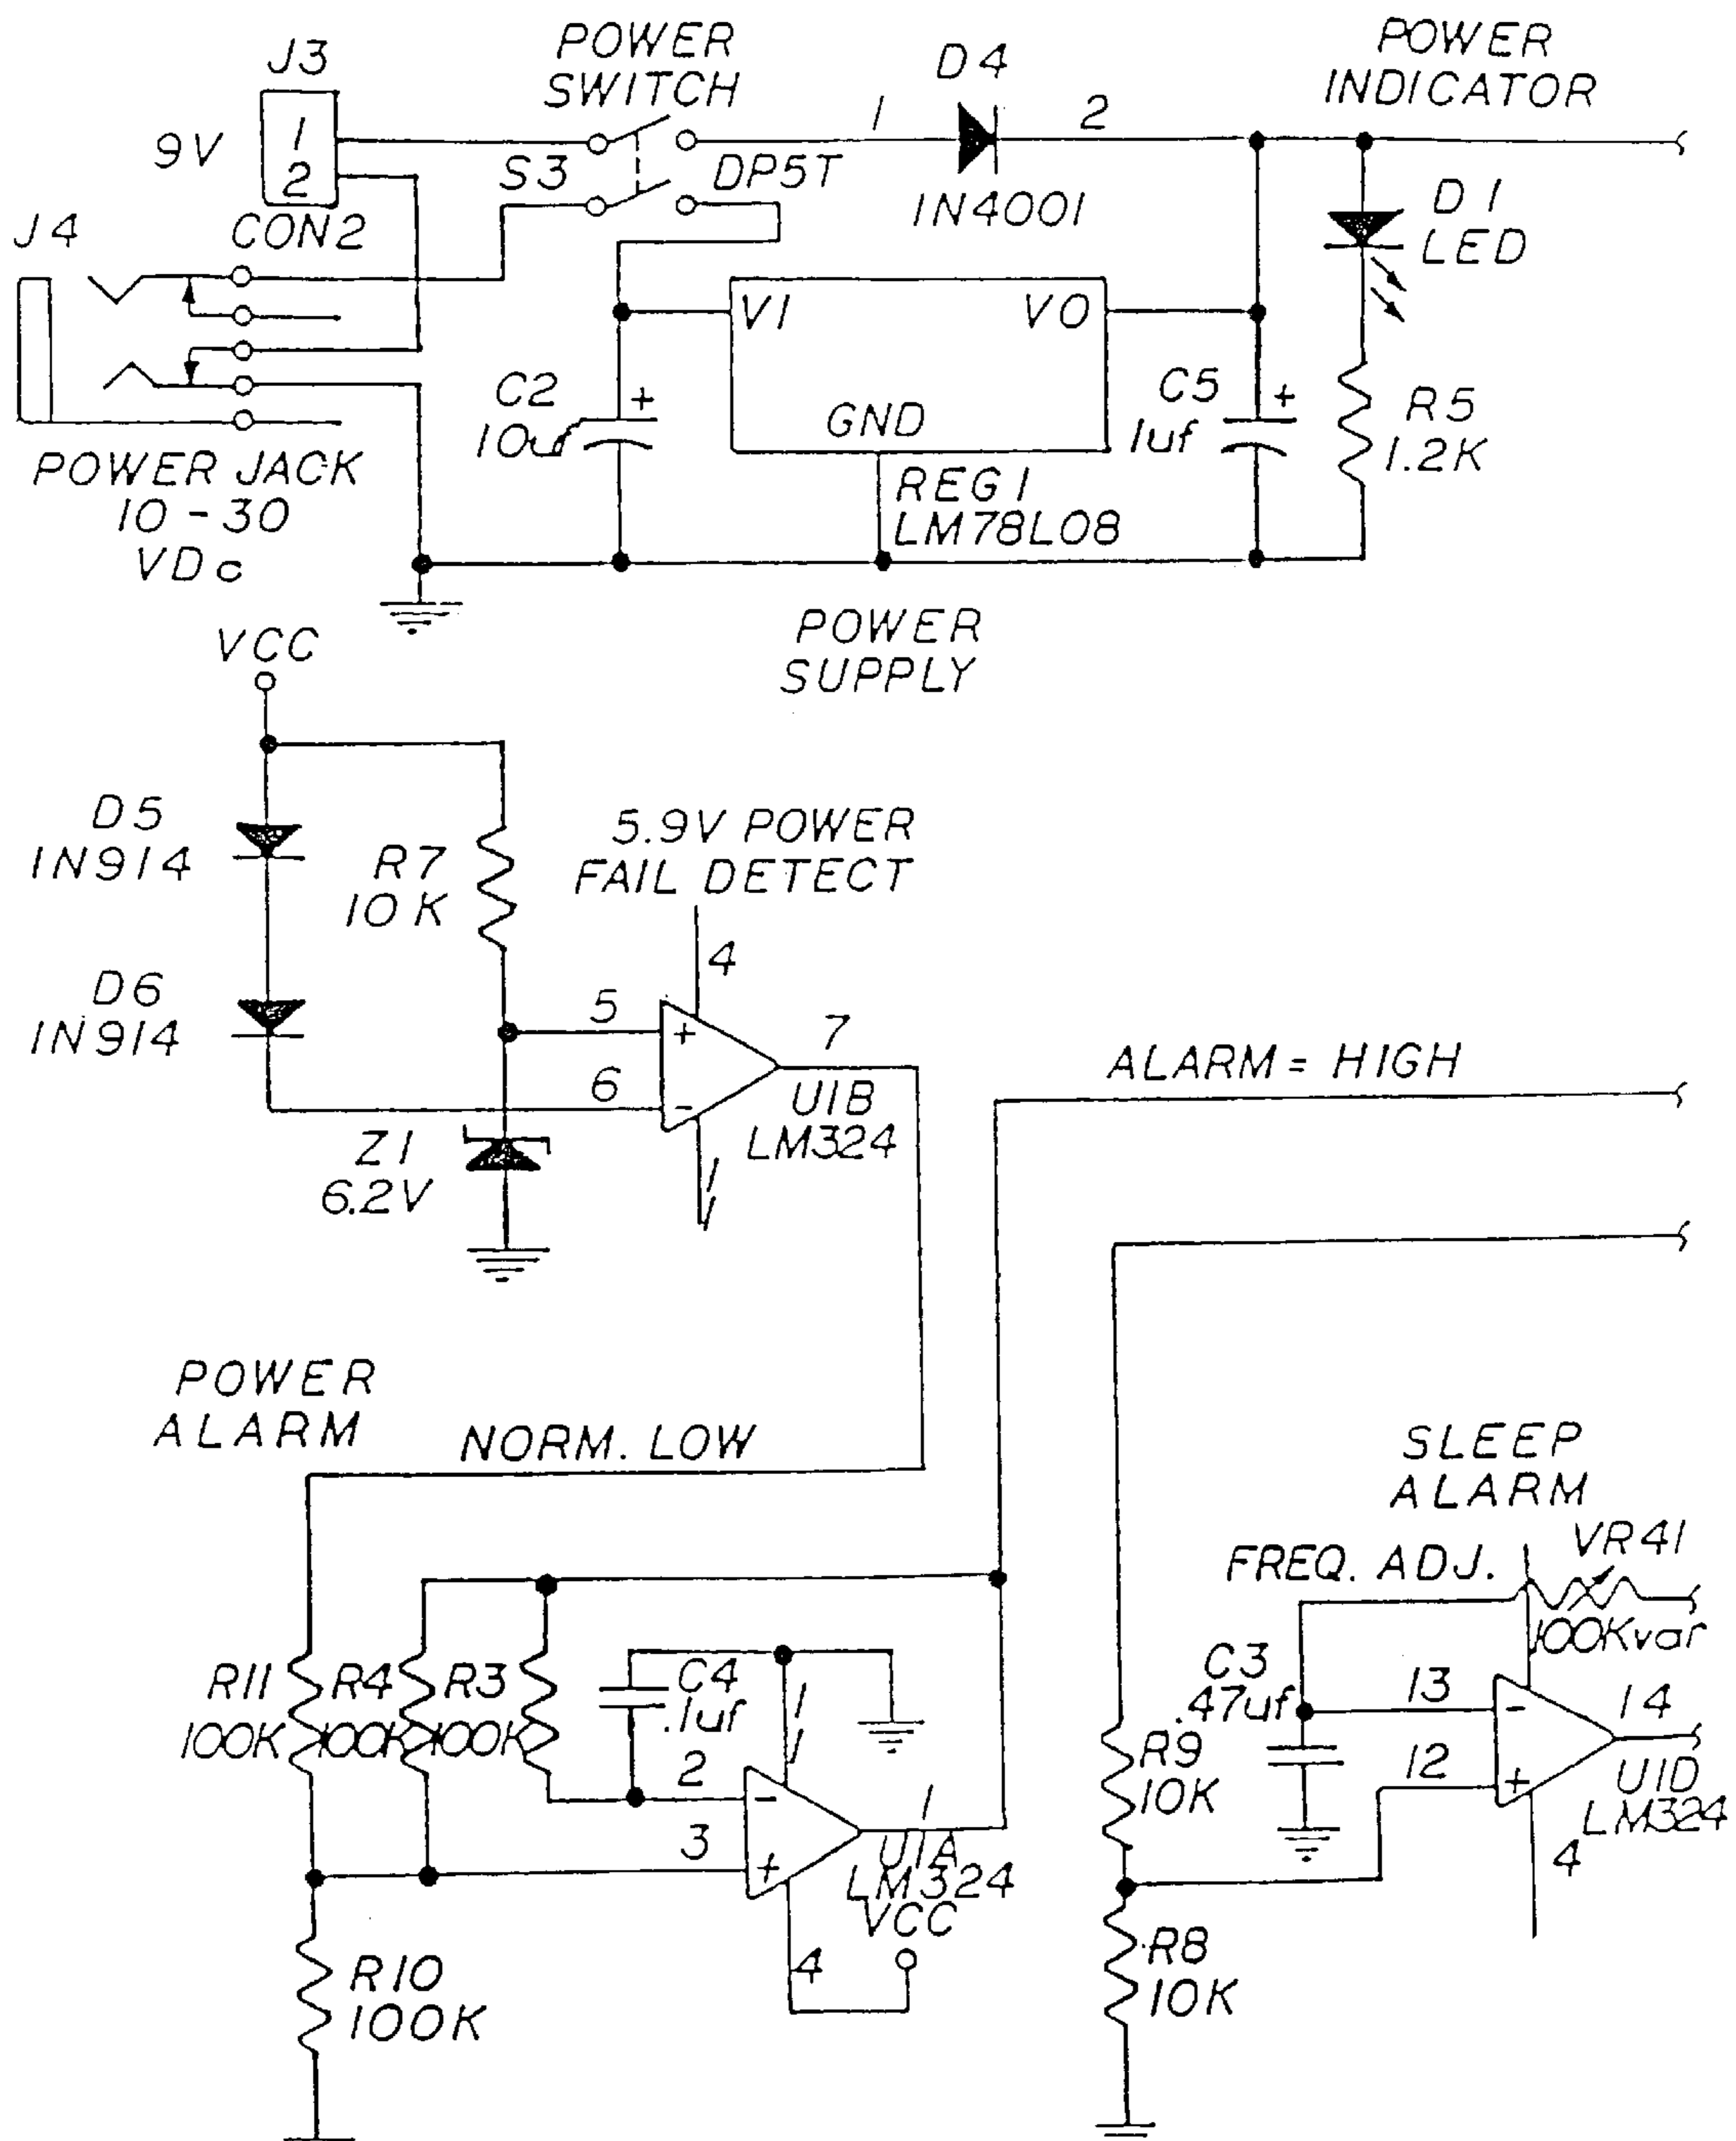 J3
POWER
SWITCH
D4
POWER
INDICATOR
9V
1
2
S3
DP5T
1
2
1N4001
D1
LED
J4
CON2
VI
VO
GND
C2
10uf
+
C5
1uf
+
R5
1.2K
POWER JACK
10-30
VDc
REG1
LM78L08
POWER
SUPPLY
VCC
D5
1N914
R7
10K
5.9V POWER
FAIL DETECT
4
D6
1N914
5
+
7
6
-
U1B
LM324
11
Z1
6.2V
ALARM = HIGH
POWER
ALARM
NORM. LOW
SLEEP
ALARM
FREQ. ADJ.
VR41
100Kvar
R11
100K
R4
100K
R3
100K
C4
.1uf
11
2
-
3
+
1
U1A
LM324
VCC
4
R10
100K
C3
.47uf
13
-
12
+
14
U1D
LM324
4
R9
10K
R8
10K